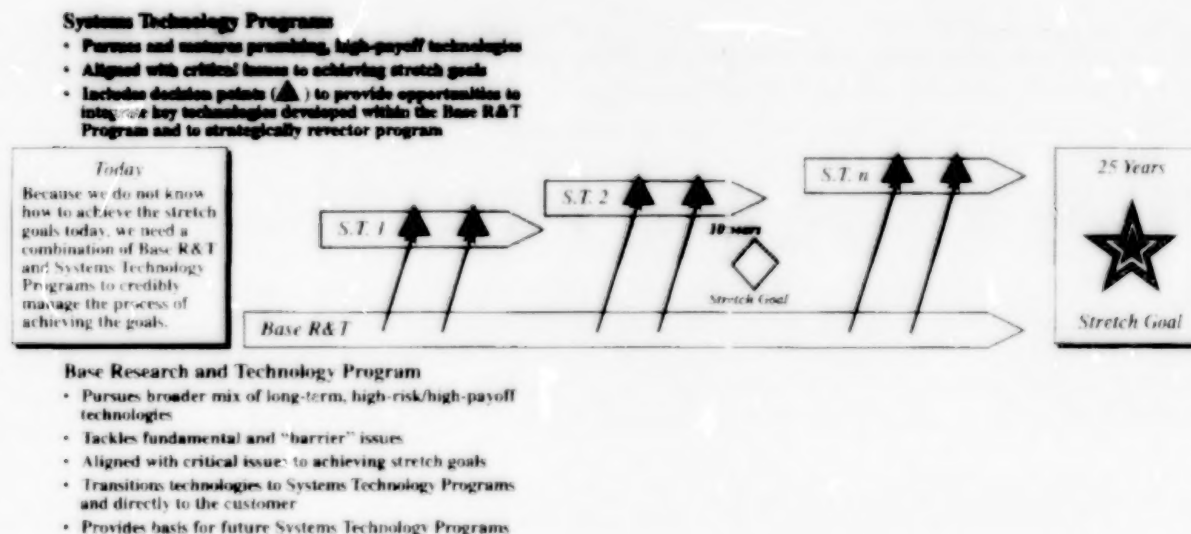 Systems Technology Programs
• Pursues and matures promising, high-payoff technologies
• Aligned with critical issues to achieving stretch goals
• Includes decision points (▲) to provide opportunities to
integrate key technologies developed within the Base R&T
Program and to strategically revector program
Today
Because we do not know
how to achieve the stretch
goals today, we need a
combination of Base R&T
and Systems Technology
Programs to credibly
manage the process of
achieving the goals.
S.T. 1
S.T. 2
S.T. n
10 years
Stretch Goal
25 Years
Stretch Goal
Base R&T
Base Research and Technology Program
• Pursues broader mix of long-term, high-risk/high-payoff
technologies
• Tackles fundamental and "barrier" issues
• Aligned with critical issues to achieving stretch goals
• Transitions technologies to Systems Technology Programs
and directly to the customer
• Provides basis for future Systems Technology Programs